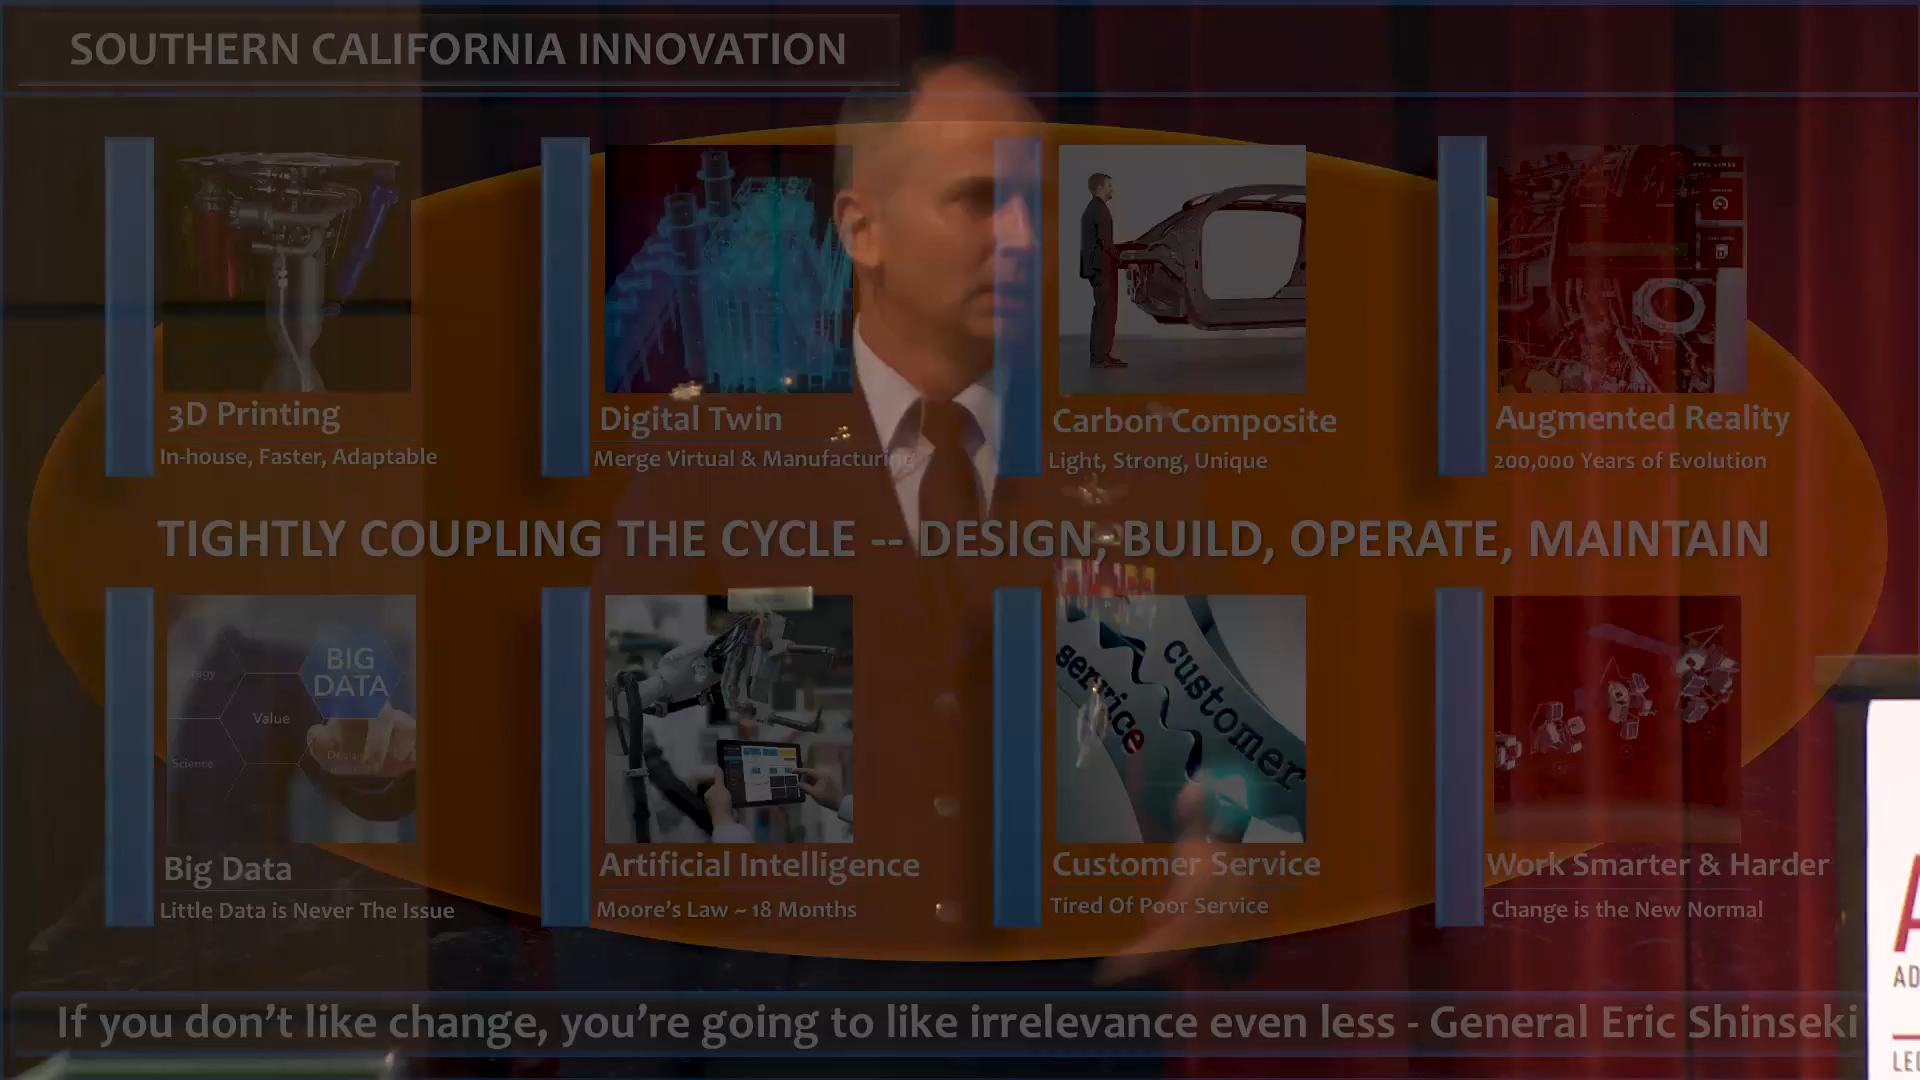 SOUTHERN CALIFORNIA INNOVATION
3D Printing
In-house, Faster, Adaptable
Digital Twin
Merge Virtual & Manufacturing
Carbon Composite
Light, Strong, Unique
FUEL LINES
Augmented Reality
200,000 Years of Evolution
TIGHTLY COUPLING THE CYCLE -- DESIGN, BUILD, OPERATE, MAINTAIN
BIG
DATA
Value
Science
Big Data
Little Data is Never The Issue
Artificial Intelligence
Moore's Law ~ 18 Months
service
customer
Customer Service
Tired Of Poor Service
Work Smarter & Harder
Change is the New Normal
If you don't like change, you're going to like irrelevance even less - General Eric Shinseki
A
AD
LEC